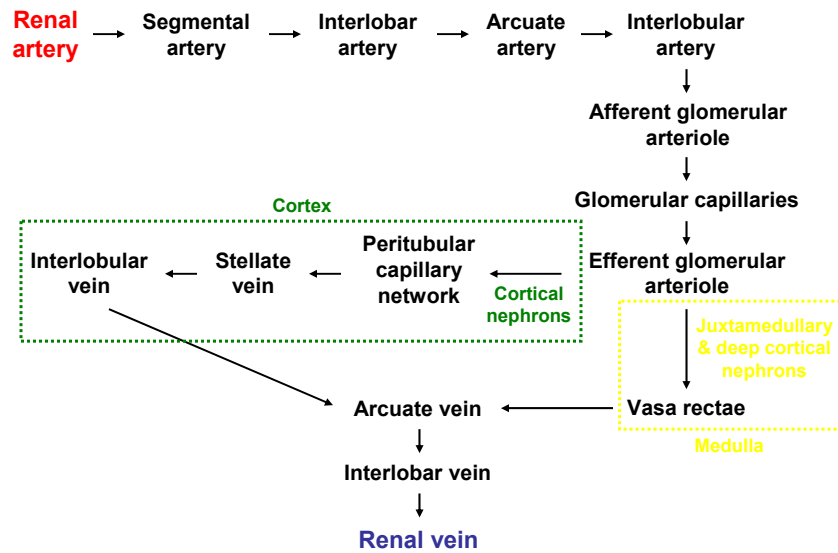 Renal
artery
Segmental
artery
Interlobar
artery
Arcuate
artery
Interlobular
artery
Afferent glomerular
arteriole
Glomerular capillaries
Cortex
Interlobular
vein
Stellate
vein
Peritubular
capillary
network
Cortical
nephrons
Efferent glomerular
arteriole
Juxtamedullary
& deep cortical
nephrons
Arcuate vein
Vasa rectae
Medulla
Interlobar vein
Renal vein